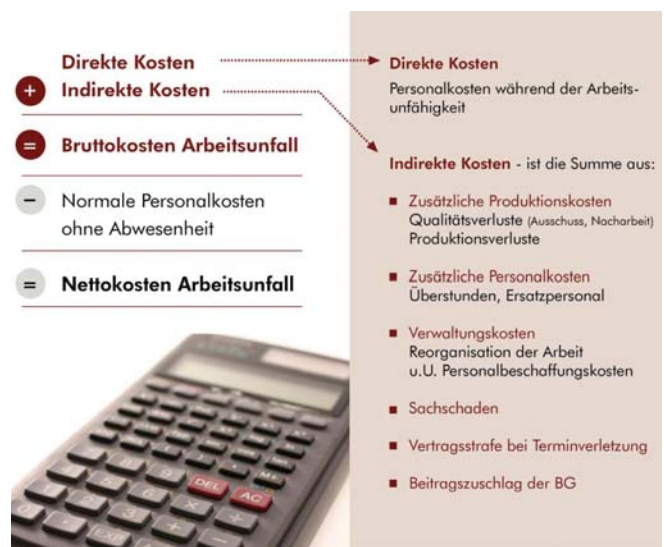 Direkte Kosten
+ Indirekte Kosten
= Bruttokosten Arbeitsunfall
− Normale Personalkosten
ohne Abwesenheit
= Nettokosten Arbeitsunfall
Direkte Kosten
Personalkosten während der Arbeits-
unfähigkeit
Indirekte Kosten - ist die Summe aus:
■ Zusätzliche Produktionskosten
Qualitätsverluste (Ausschuss, Nacharbeit)
Produktionsverluste
■ Zusätzliche Personalkosten
Überstunden, Ersatzpersonal
■ Verwaltungskosten
Reorganisation der Arbeit
u.U. Personalbeschaffungskosten
■ Sachschaden
■ Vertragsstrafe bei Terminverletzung
■ Beitragszuschlag der BG
DEL AC